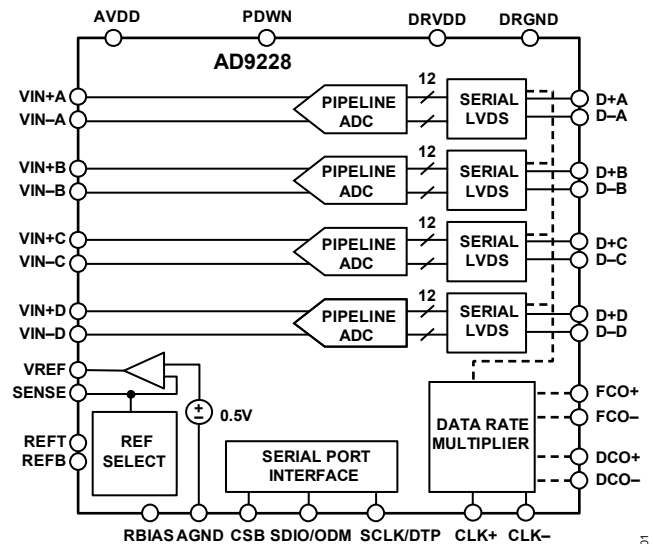 AVDD PDWN DRVDD DRGND
AD9228
VIN+A
VIN–A
PIPELINE
ADC
12
SERIAL
LVDS
D+A
D–A
VIN+B
VIN–B
PIPELINE
ADC
12
SERIAL
LVDS
D+B
D–B
VIN+C
VIN–C
PIPELINE
ADC
12
SERIAL
LVDS
D+C
D–C
VIN+D
VIN–D
PIPELINE
ADC
12
SERIAL
LVDS
D+D
D–D
VREF
SENSE
+
–
0.5V
REFT
REFB
REF
SELECT
SERIAL PORT
INTERFACE
DATA RATE
MULTIPLIER
FCO+
FCO–
DCO+
DCO–
RBIAS AGND CSB SDIO/ODM SCLK/DTP CLK+ CLK–